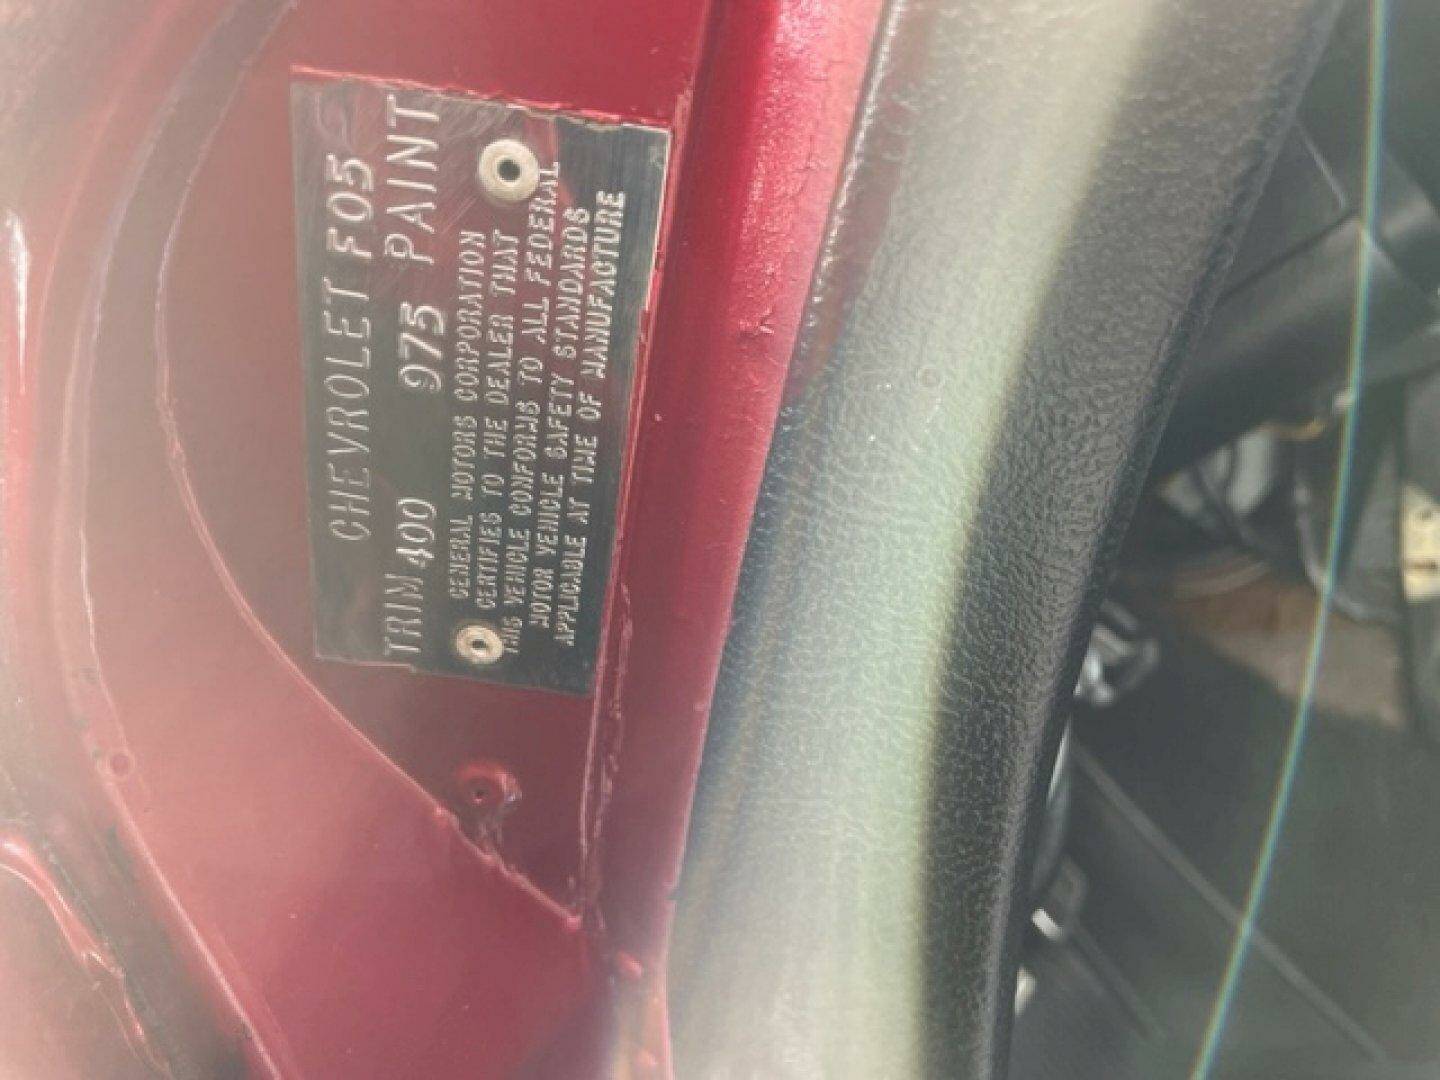 CHEVROLET F05
TRIM 400 975 PAINT
GENERAL MOTORS CORPORATION
CERTIFIES TO THE DEALER THAT
THIS VEHICLE CONFORMS TO ALL FEDERAL
MOTOR VEHICLE SAFETY STANDARDS
APPLICABLE AT TIME OF MANUFACTURE